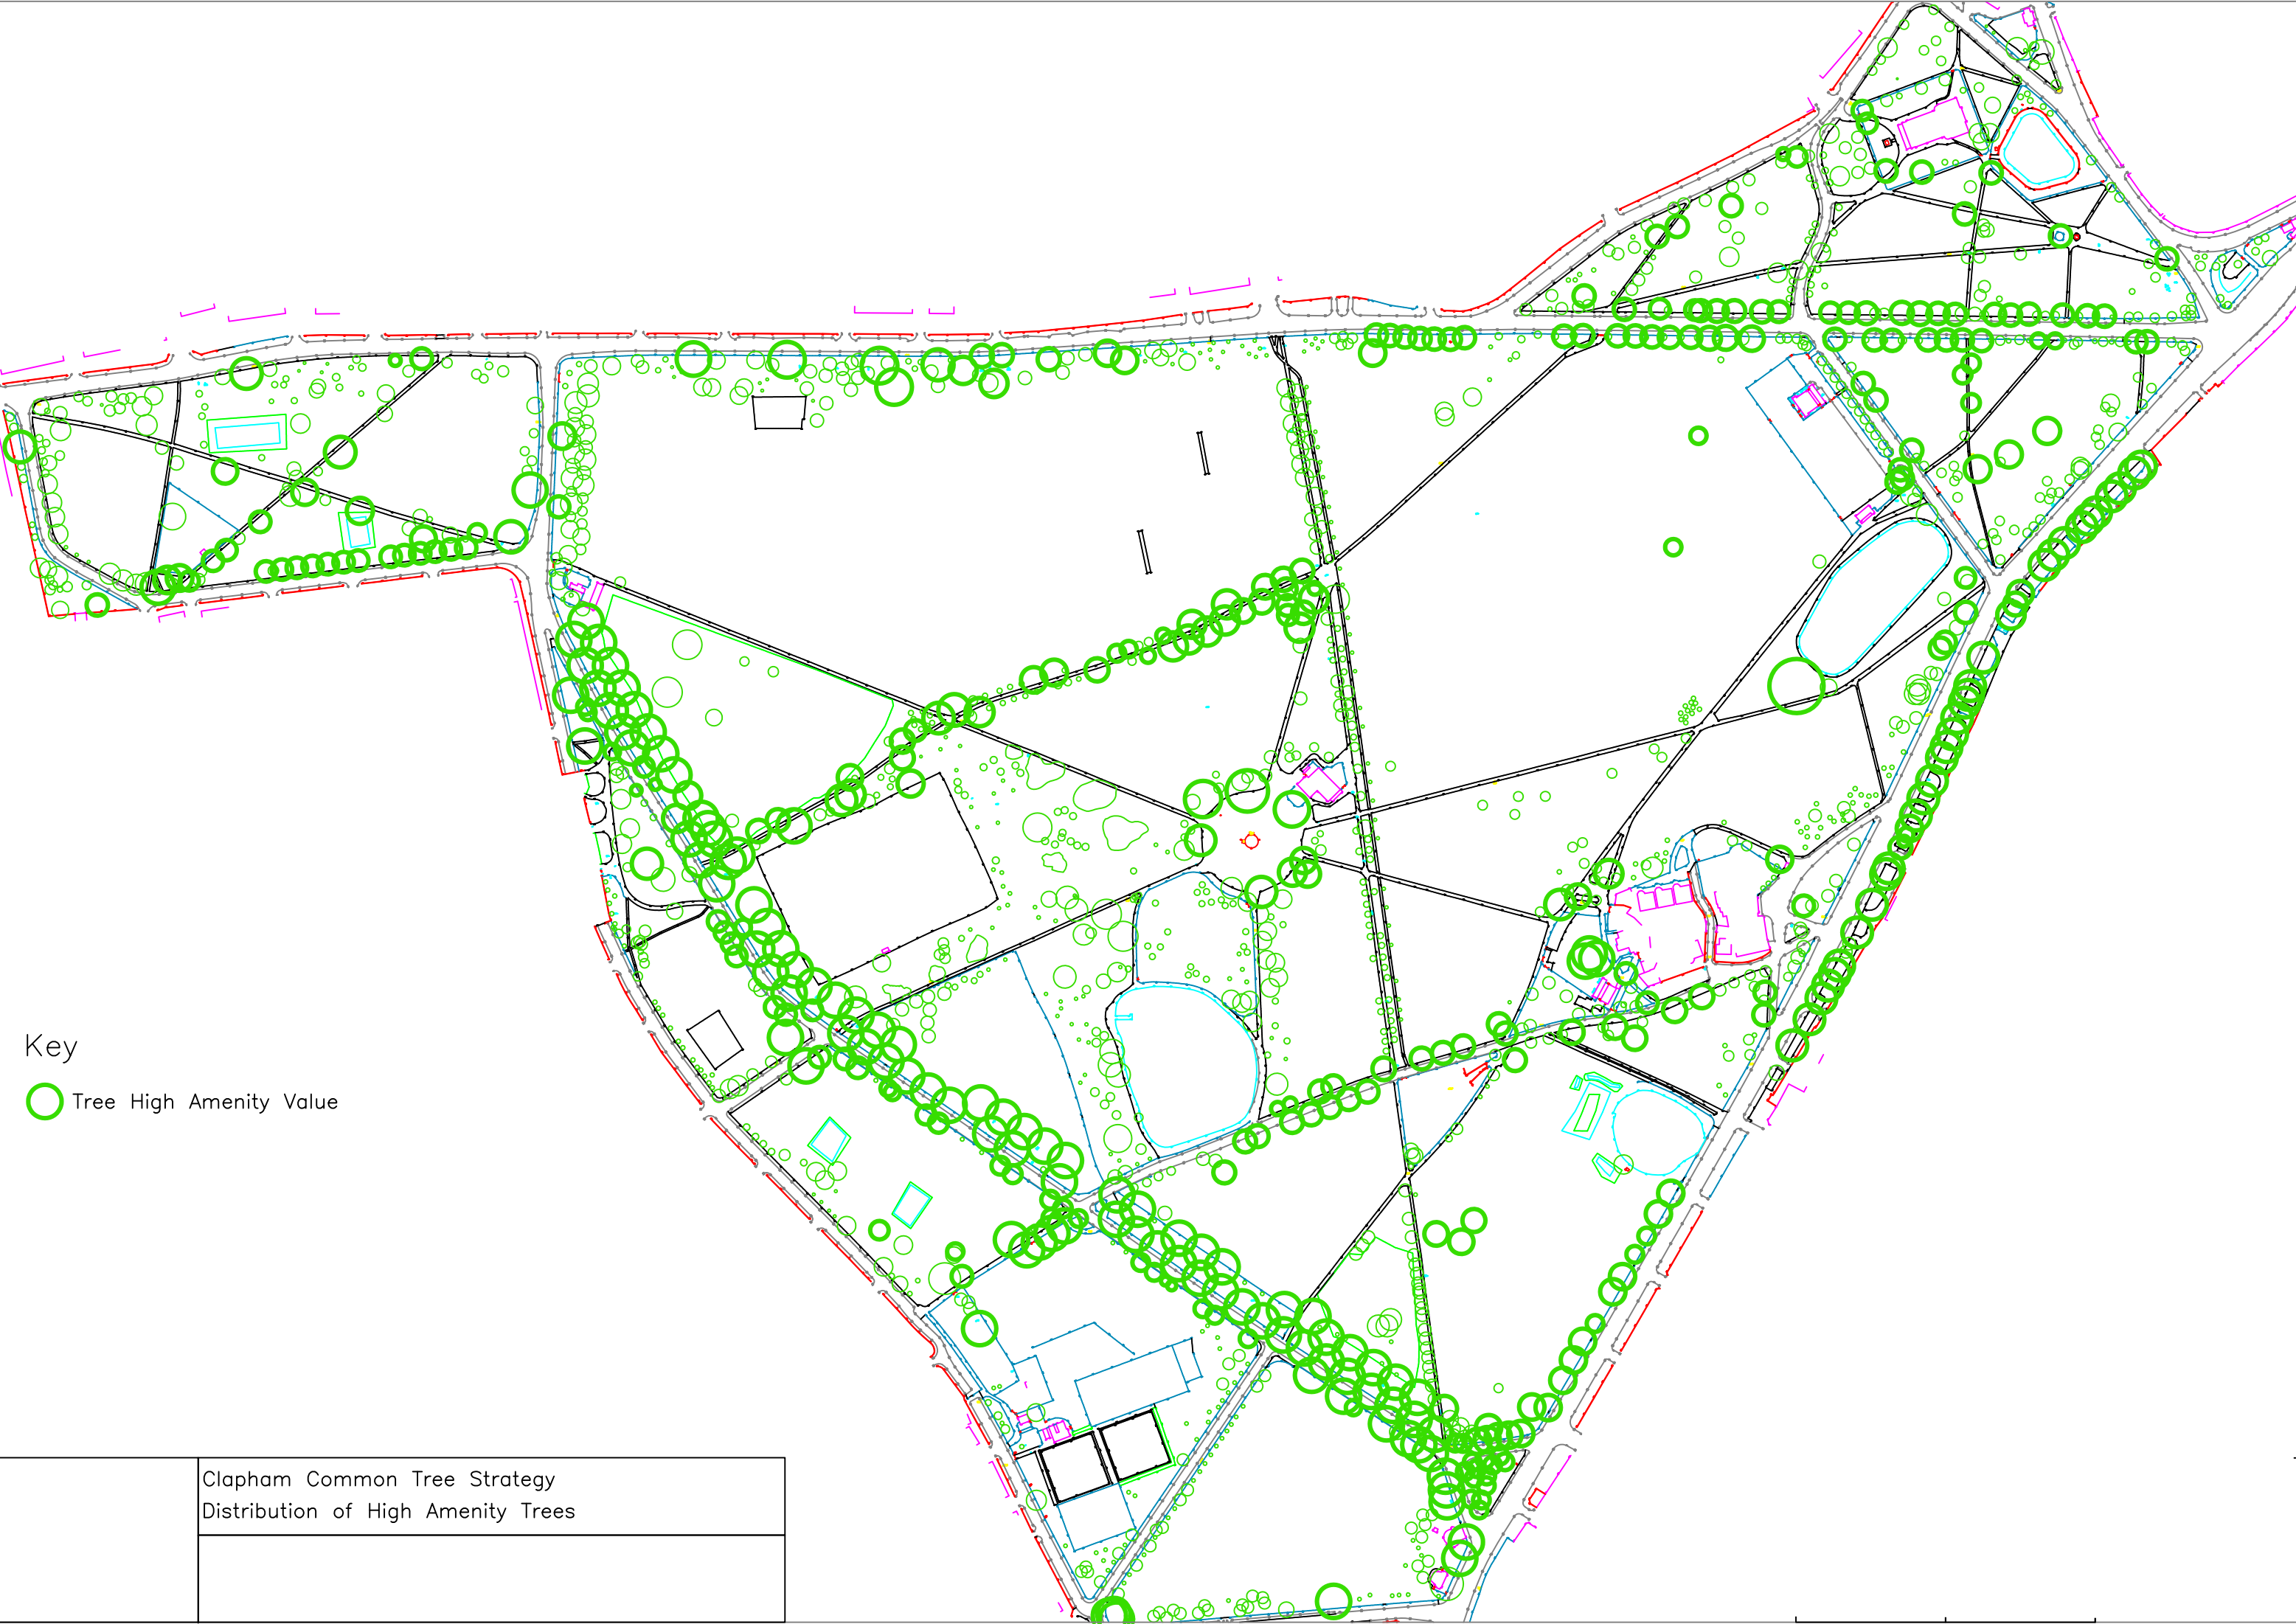 Key
Tree High Amenity Value
Clapham Common Tree Strategy
Distribution of High Amenity Trees